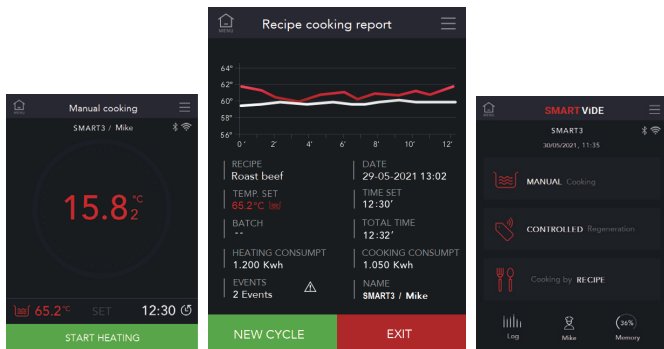 MENU
Manual cooking
SMART3 / Mike
15.8₂ °C
65.2°C SET 12:30
START HEATING
MENU
Recipe cooking report
64°
62°
60°
58°
56°
0' 2' 4' 6' 8' 10' 12'
RECIPE
Roast beef
DATE
29-05-2021 13:02
TEMP. SET
65.2°C
TIME SET
12:30'
BATCH
--
TOTAL TIME
12:32'
HEATING CONSUMPT
1.200 Kwh
COOKING CONSUMPT
1.050 Kwh
EVENTS
2 Events
NAME
SMART3 / Mike
NEW CYCLE
EXIT
MENU
SMARTViDE
SMART3
30/05/2021, 11:35
MANUAL Cooking
CONTROLLED Regeneration
Cooking by RECIPE
Log
Mike
36%
Memory